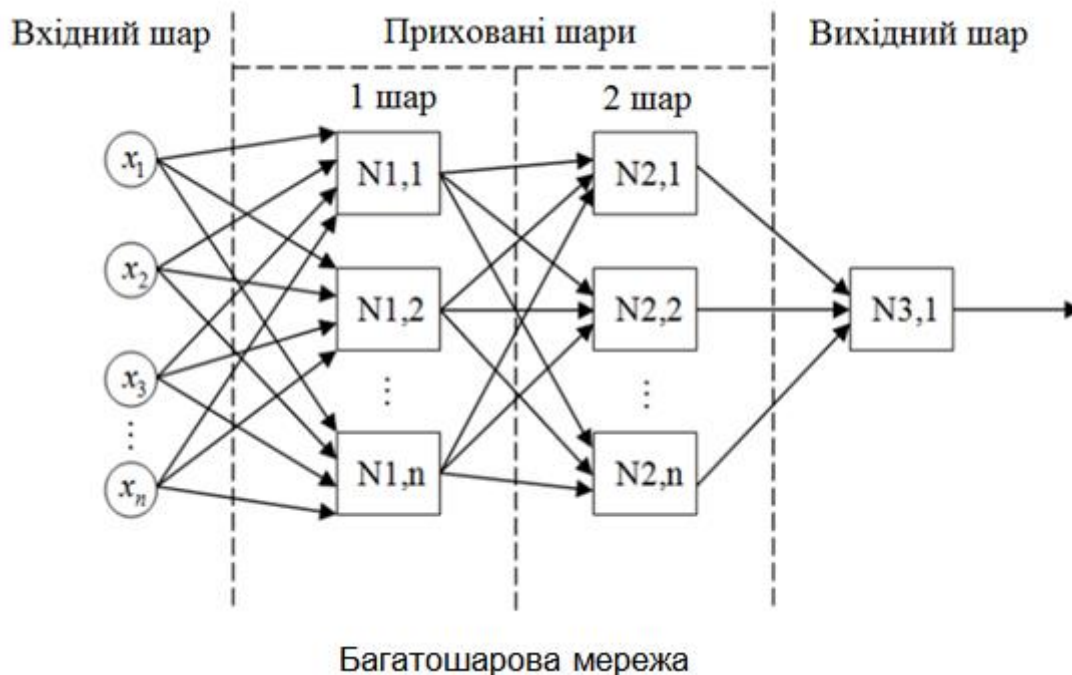 Вхідний шар
Приховані шари
Вихідний шар
1 шар
2 шар
x₁
N1,1
N2,1
x₂
N1,2
N2,2
N3,1
x₃
⋮
⋮
⋮
xₙ
N1,n
N2,n
Багатошарова мережа